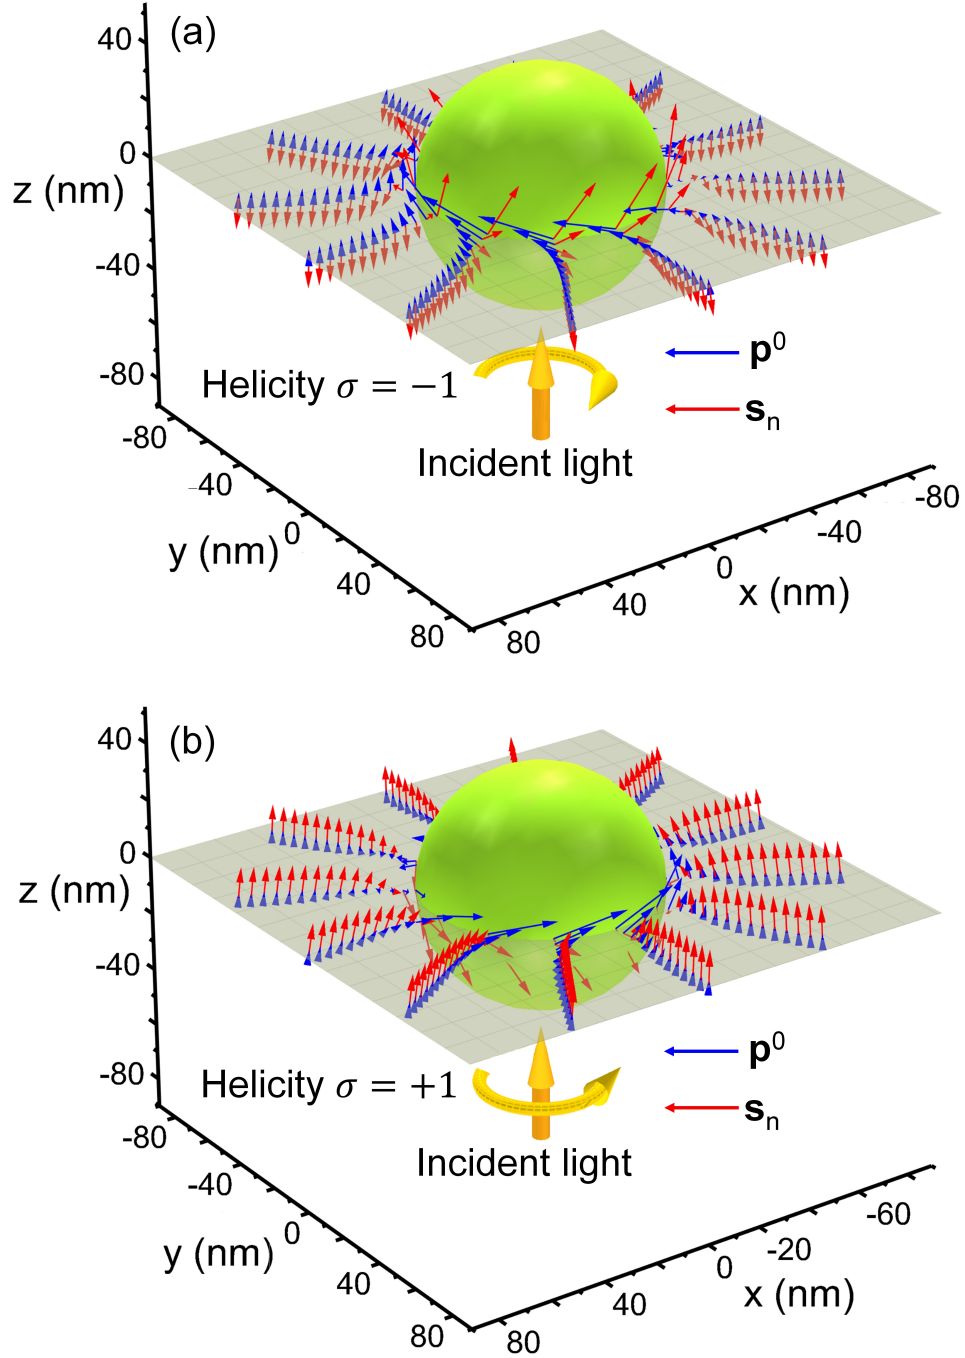 (a)
40
0
z (nm)
-40
-80
p⁰
Helicity σ = −1
sₙ
Incident light
-80
-40
y (nm)
0
40
80
-80
-40
0
x (nm)
40
80
(b)
40
0
z (nm)
-40
-80
p⁰
Helicity σ = +1
sₙ
Incident light
-80
-40
y (nm)
0
40
80
-60
-20
0
x (nm)
40
80